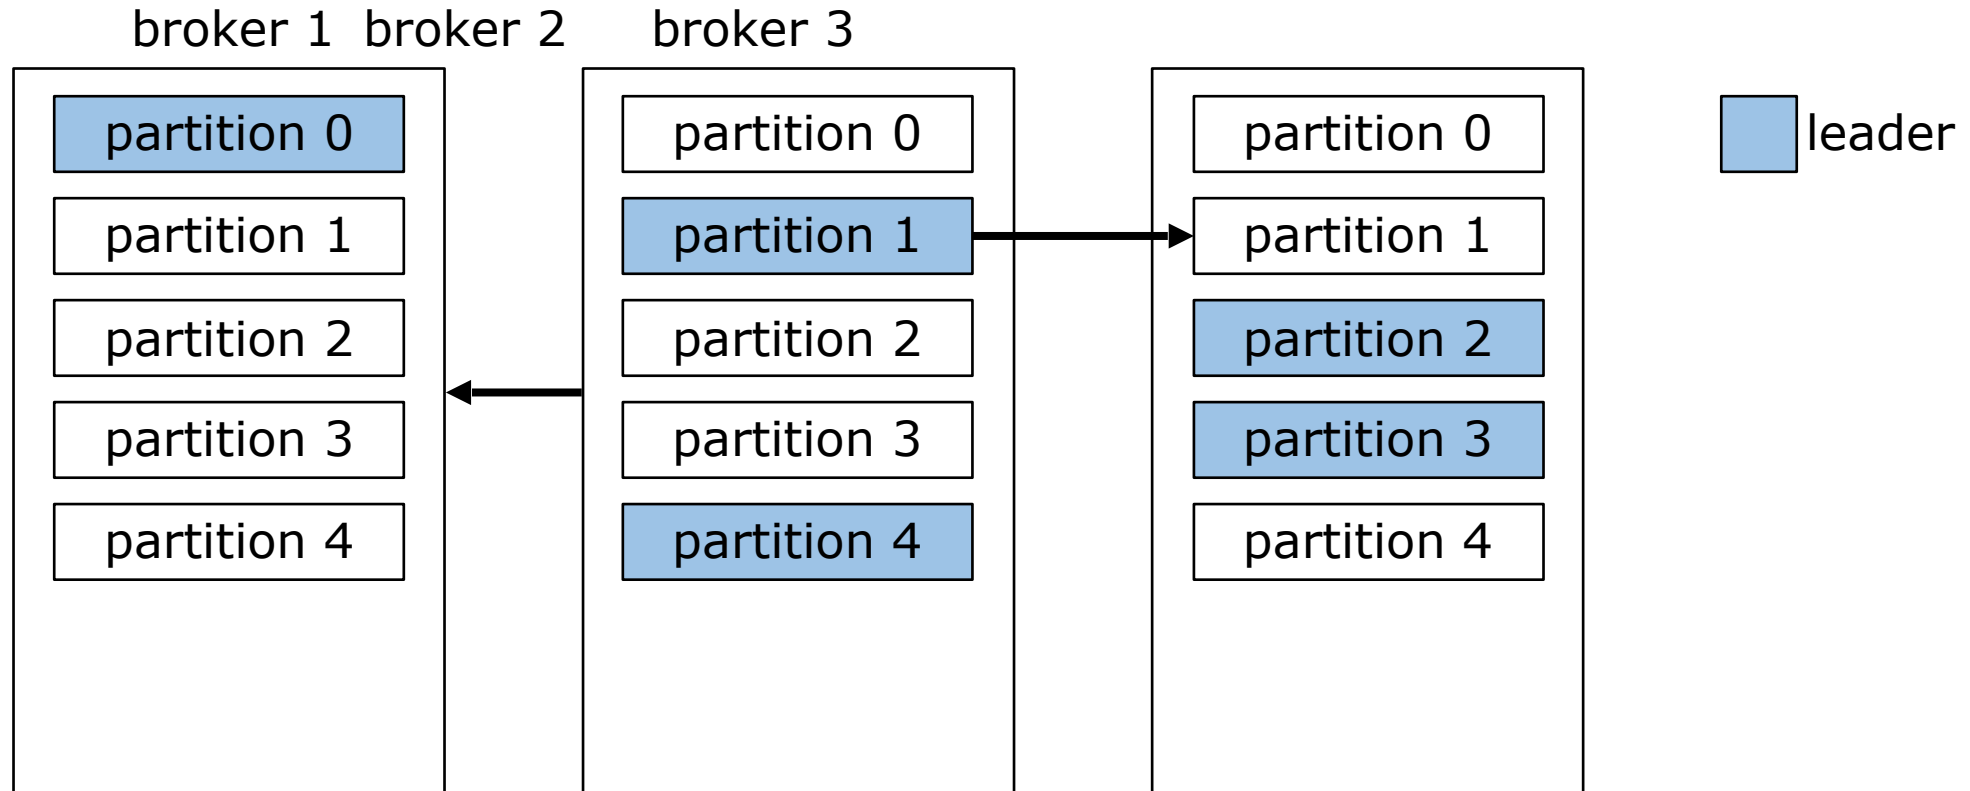 broker 1 broker 2 broker 3
partition 0 partition 0 partition 0 leader
partition 1 partition 1 partition 1
partition 2 partition 2 partition 2
partition 3 partition 3 partition 3
partition 4 partition 4 partition 4